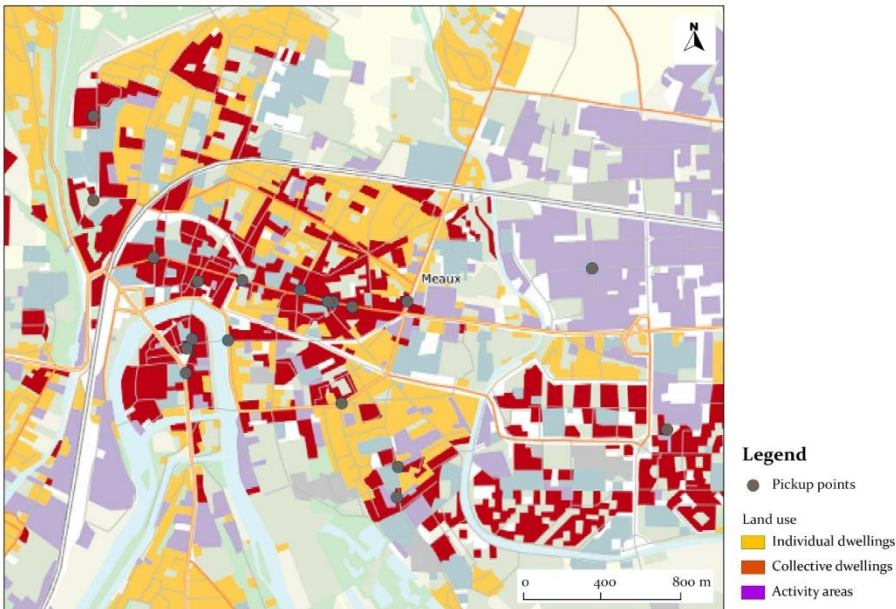 N
Meaux
Legend
Pickup points
Land use
Individual dwellings
Collective dwellings
Activity areas
0 400 800 m